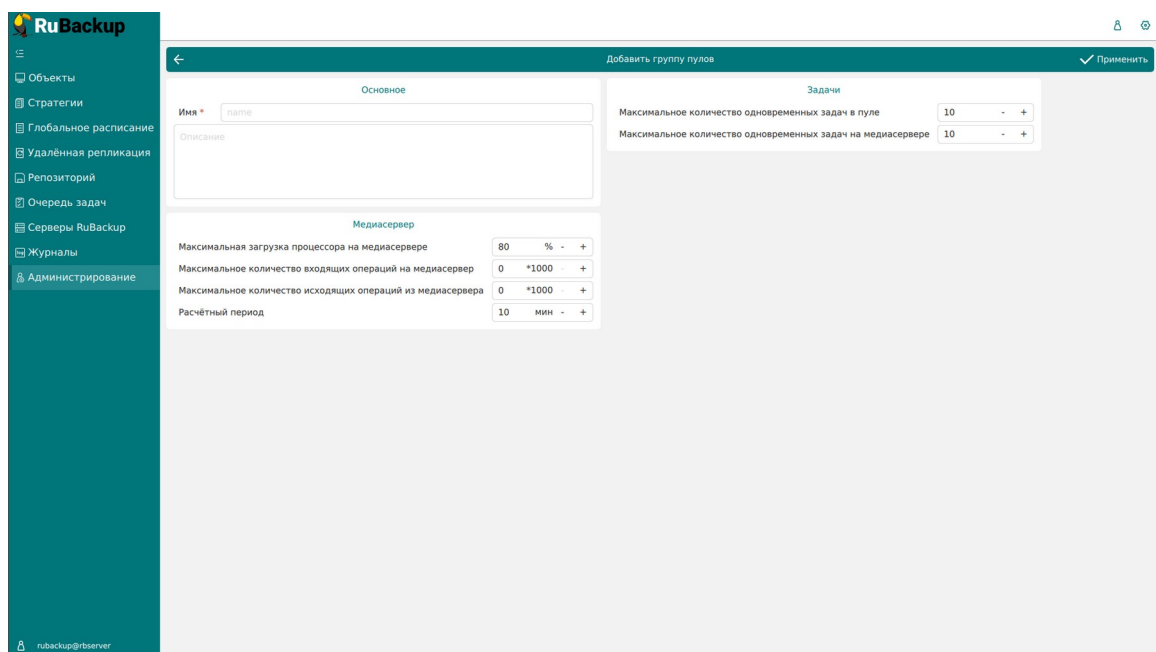 RuBackup
Объекты
Стратегии
Глобальное расписание
Удалённая репликация
Репозиторий
Очередь задач
Серверы RuBackup
Журналы
Администрирование
rubackup@rbserver
Добавить группу пулов
Применить
Основное
Имя *
name
Описание
Медиасервер
Максимальная загрузка процессора на медиасервере 80 % - +
Максимальное количество входящих операций на медиасервер 0 *1000 - +
Максимальное количество исходящих операций из медиасервера 0 *1000 - +
Расчётный период 10 мин - +
Задачи
Максимальное количество одновременных задач в пуле 10 - +
Максимальное количество одновременных задач на медиасервере 10 - +